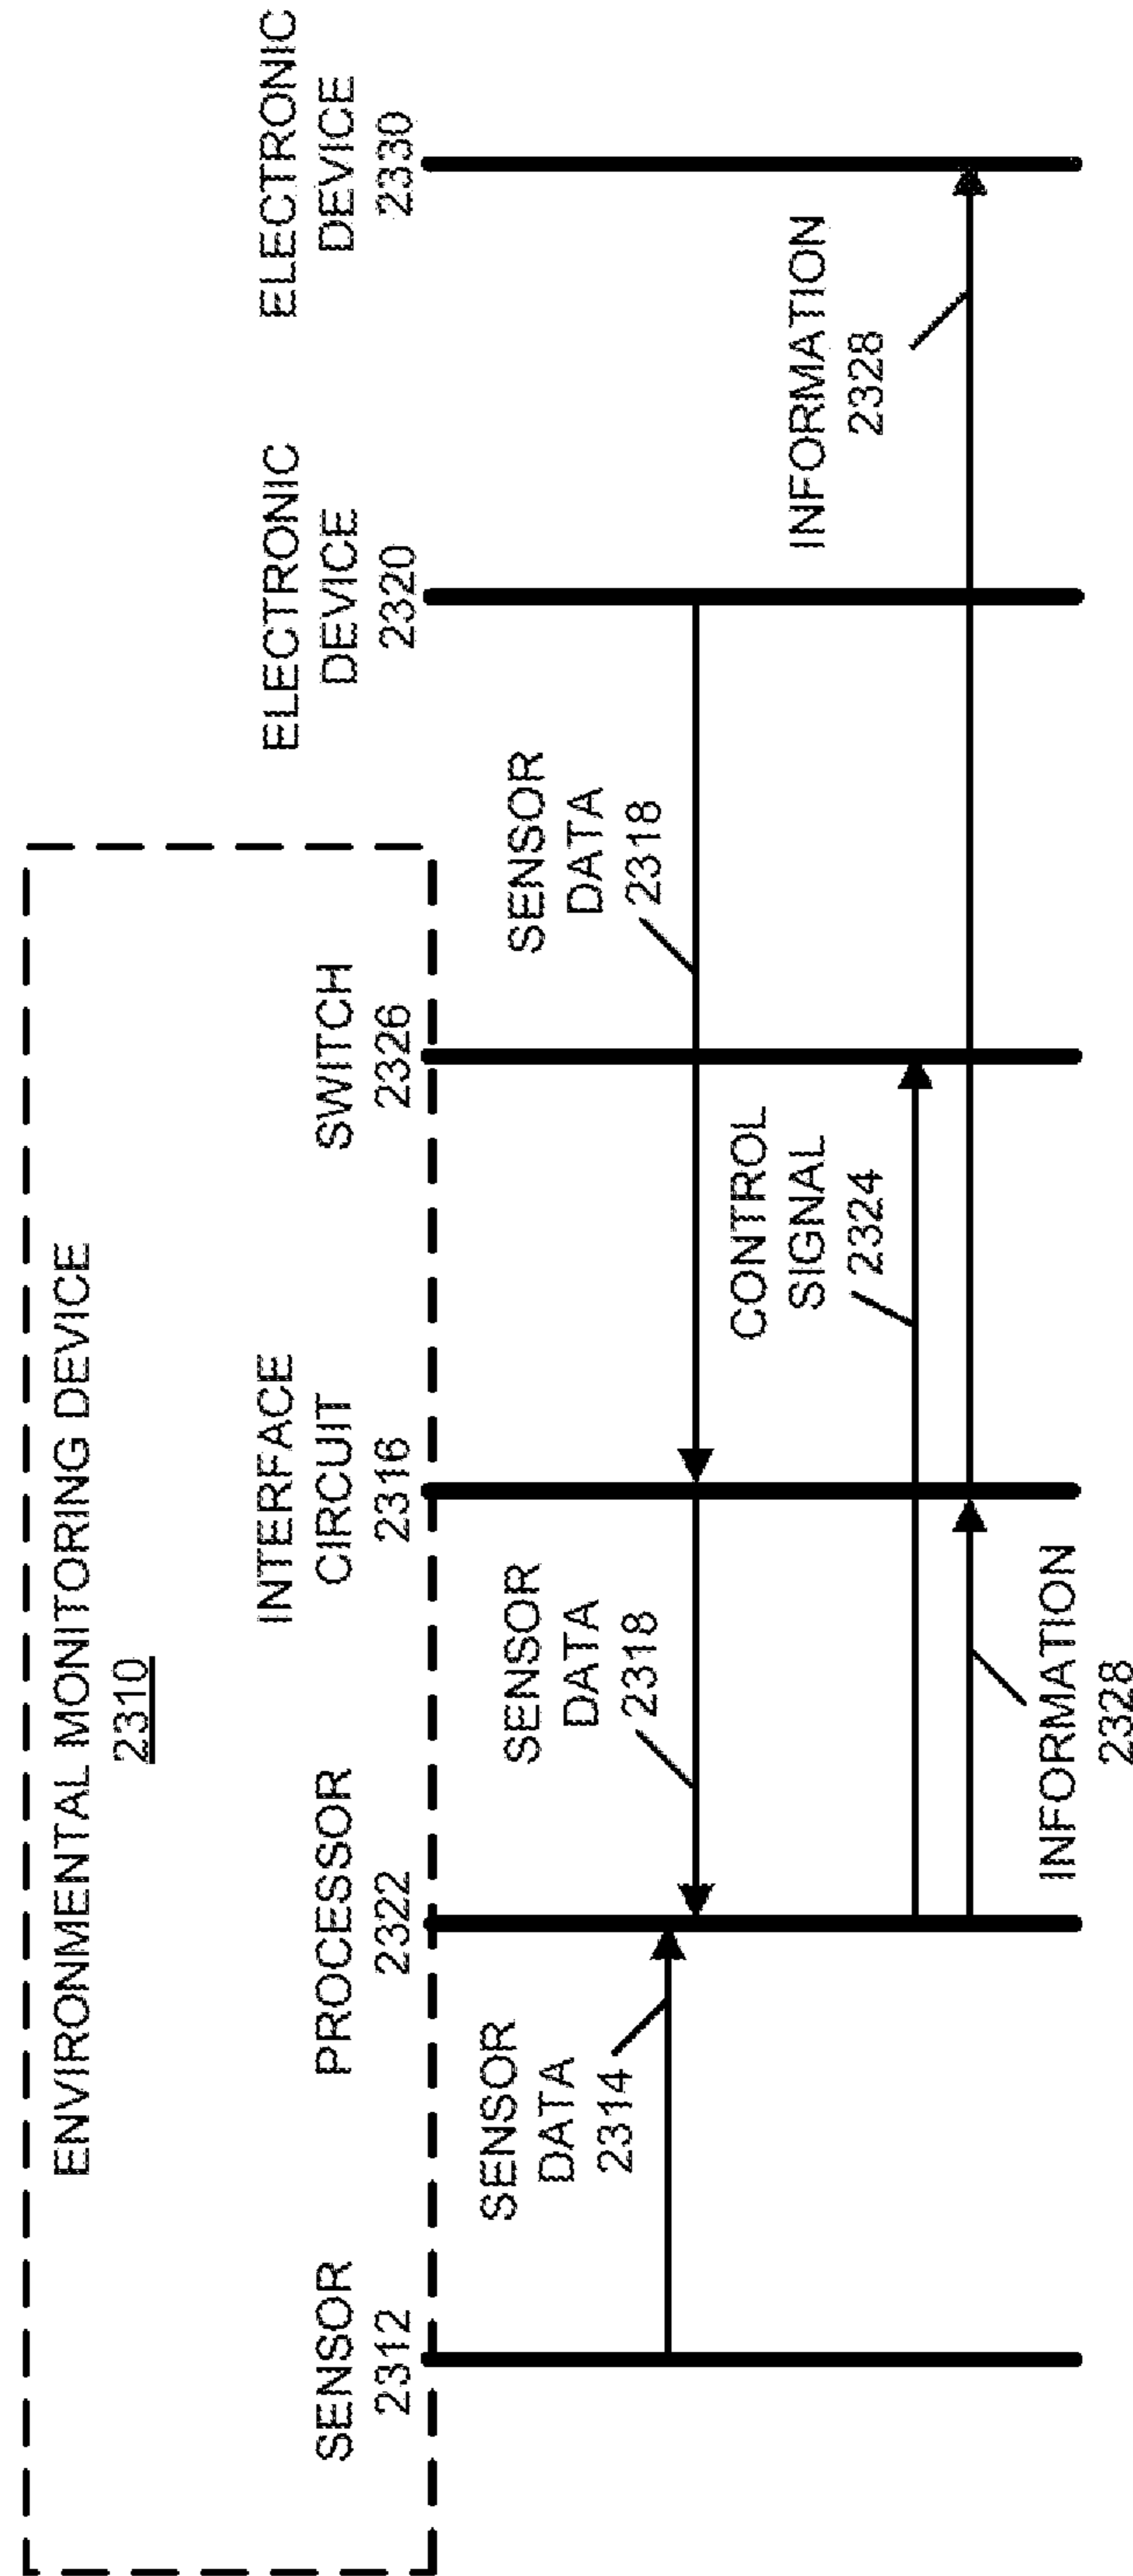 ENVIRONMENTAL MONITORING DEVICE
2310
SENSOR
2312
PROCESSOR
2322
INTERFACE
CIRCUIT
2316
SWITCH
2326
ELECTRONIC
DEVICE
2320
ELECTRONIC
DEVICE
2330
SENSOR
DATA
2314
SENSOR
DATA
2318
SENSOR
DATA
2318
CONTROL
SIGNAL
2324
INFORMATION
2328
INFORMATION
2328